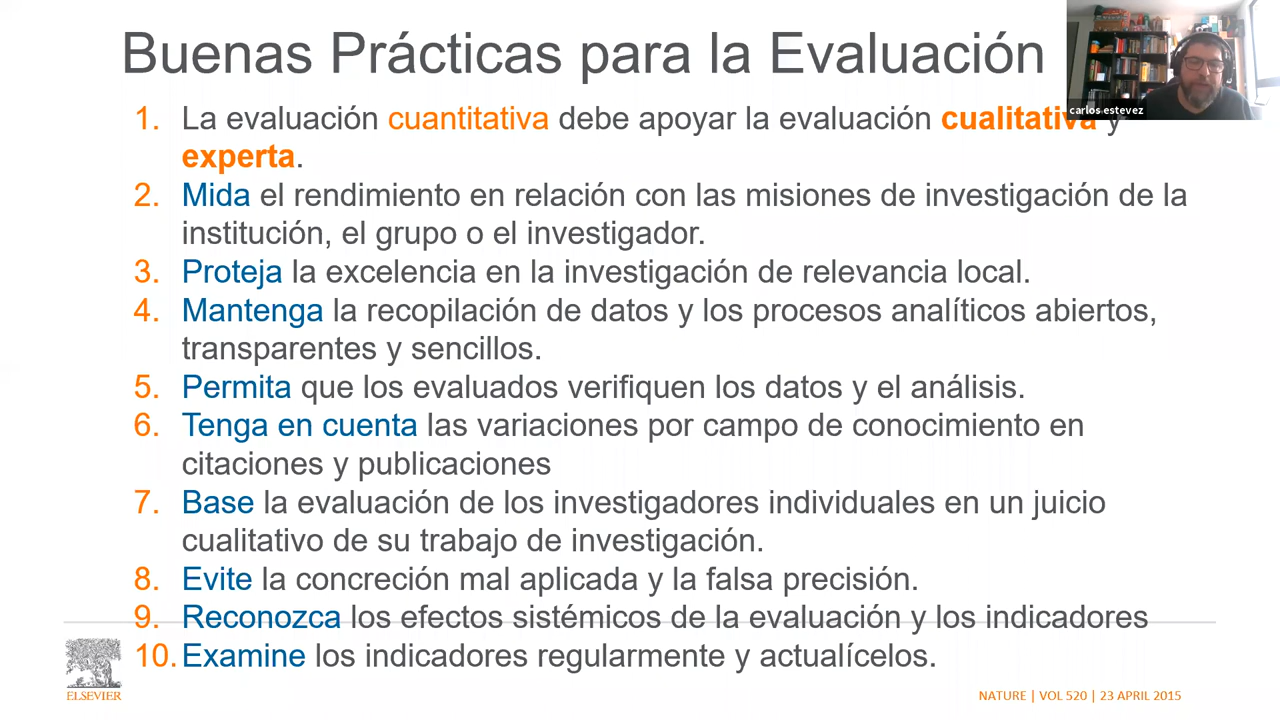 Buenas Prácticas para la Evaluación
carlos estevez
1. La evaluación cuantitativa debe apoyar la evaluación cualitativa y
experta.
2. Mida el rendimiento en relación con las misiones de investigación de la
institución, el grupo o el investigador.
3. Proteja la excelencia en la investigación de relevancia local.
4. Mantenga la recopilación de datos y los procesos analíticos abiertos,
transparentes y sencillos.
5. Permita que los evaluados verifiquen los datos y el análisis.
6. Tenga en cuenta las variaciones por campo de conocimiento en
citaciones y publicaciones
7. Base la evaluación de los investigadores individuales en un juicio
cualitativo de su trabajo de investigación.
8. Evite la concreción mal aplicada y la falsa precisión.
9. Reconozca los efectos sistémicos de la evaluación y los indicadores
10. Examine los indicadores regularmente y actualícelos.
ELSEVIER
NATURE | VOL 520 | 23 APRIL 2015